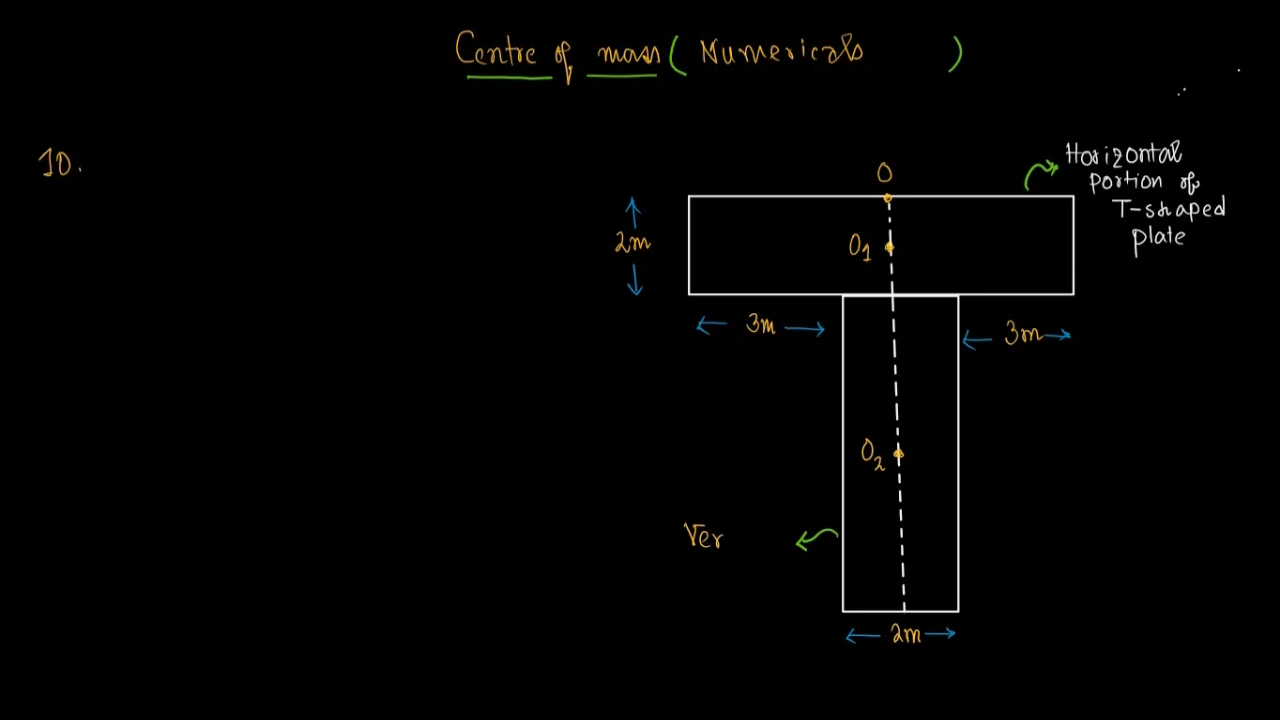 Centre of mass ( Numericals )
10.
Horizontal
portion of
T-shaped
plate
O
2m
O1
3m
3m
O2
Ver
2m